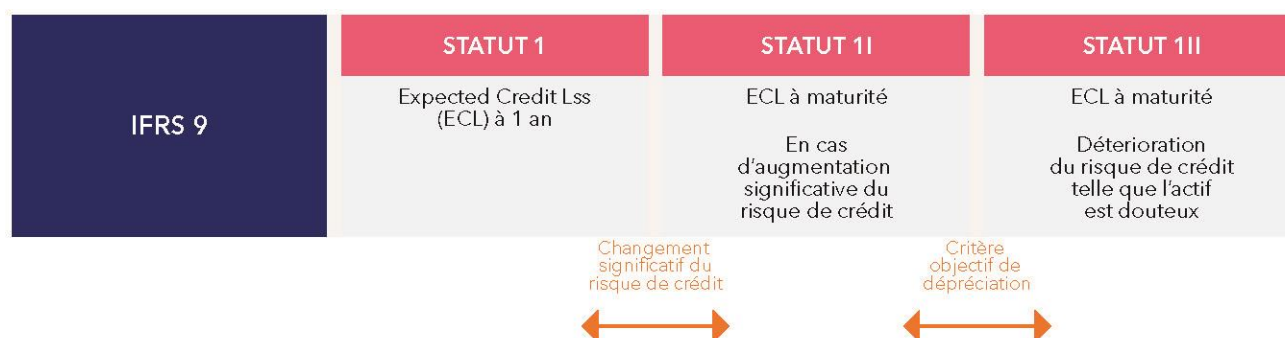 IFRS 9
STATUT 1
Expected Credit Lss
(ECL) à 1 an
STATUT 1I
ECL à maturité
En cas
d'augmentation
significative du
risque de crédit
STATUT 1II
ECL à maturité
Déterioration
du risque de crédit
telle que l'actif
est douteux
Changement
significatif du
risque de crédit
Critère
objectif de
dépréciation